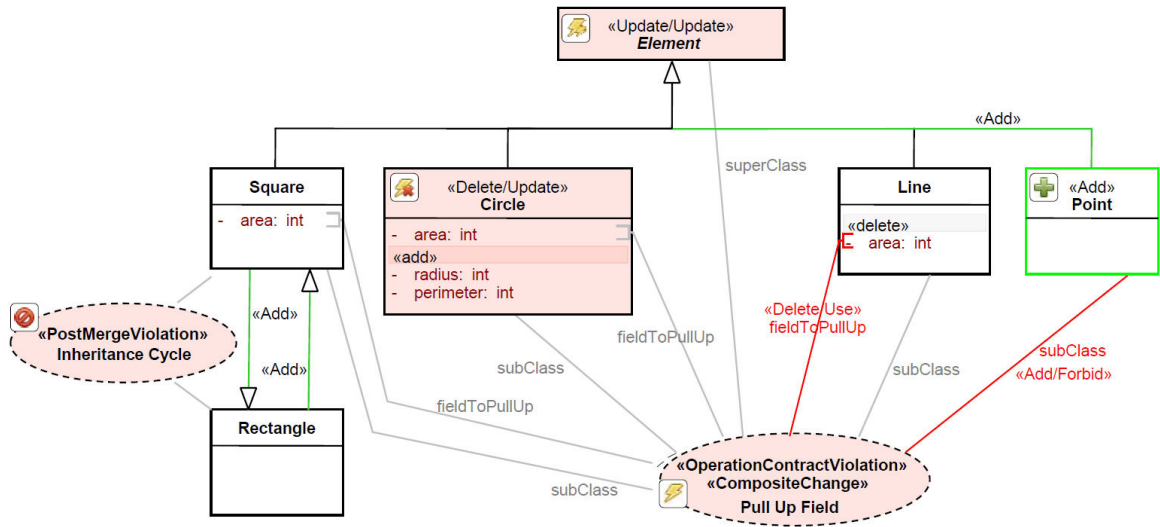 «Update/Update»
Element
«Add»
superClass
Square
- area: int
«Delete/Update»
Circle
- area: int
«add»
- radius: int
- perimeter: int
Line
«delete»
- area: int
«Add»
Point
«Add»
«Add»
«PostMergeViolation»
Inheritance Cycle
Rectangle
«Delete/Use»
fieldToPullUp
fieldToPullUp
subClass
subClass
subClass
«Add/Forbid»
fieldToPullUp
subClass
«OperationContractViolation»
«CompositeChange»
Pull Up Field